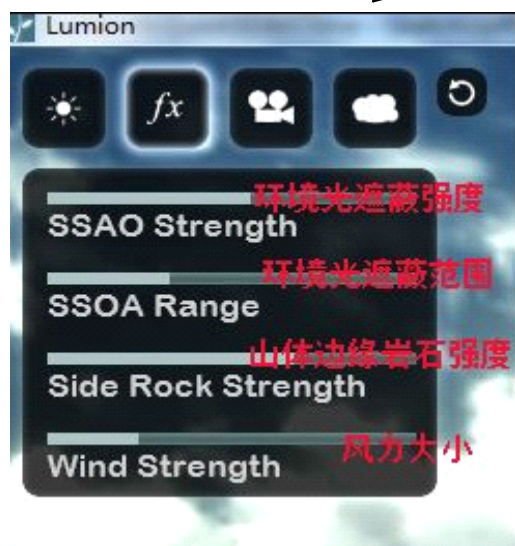 Lumion
fx
环境光遮蔽强度
SSAO Strength
环境光遮蔽范围
SSOA Range
山体边缘岩石强度
Side Rock Strength
风力大小
Wind Strength